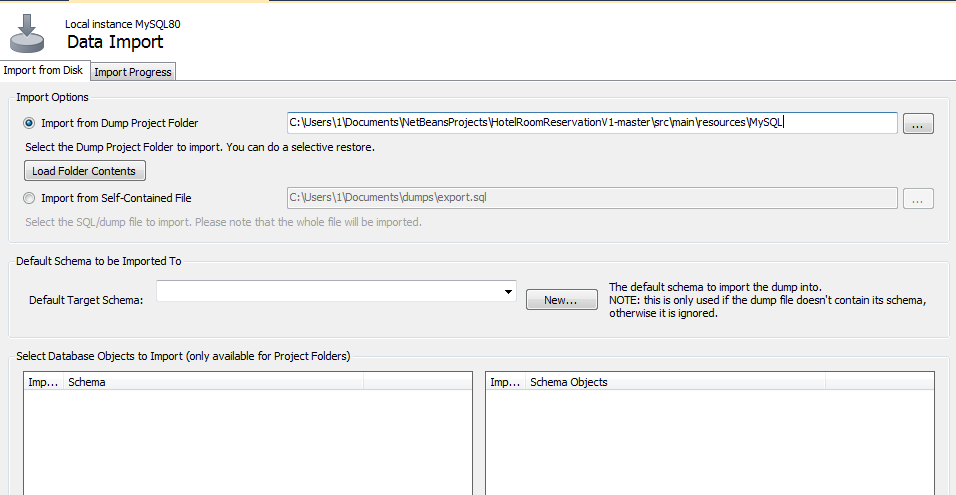 Local instance MySQL80
Data Import
Import from Disk
Import Progress
Import Options
Import from Dump Project Folder
C:\Users\1\Documents\NetBeansProjects\HotelRoomReservationV1-master\src\main\resources\MySQL
...
Select the Dump Project Folder to import. You can do a selective restore.
Load Folder Contents
Import from Self-Contained File
C:\Users\1\Documents\dumps\export.sql
...
Select the SQL/dump file to import. Please note that the whole file will be imported.
Default Schema to be Imported To
Default Target Schema:
New...
The default schema to import the dump into.
NOTE: this is only used if the dump file doesn't contain its schema,
otherwise it is ignored.
Select Database Objects to Import (only available for Project Folders)
Imp... Schema
Imp... Schema Objects